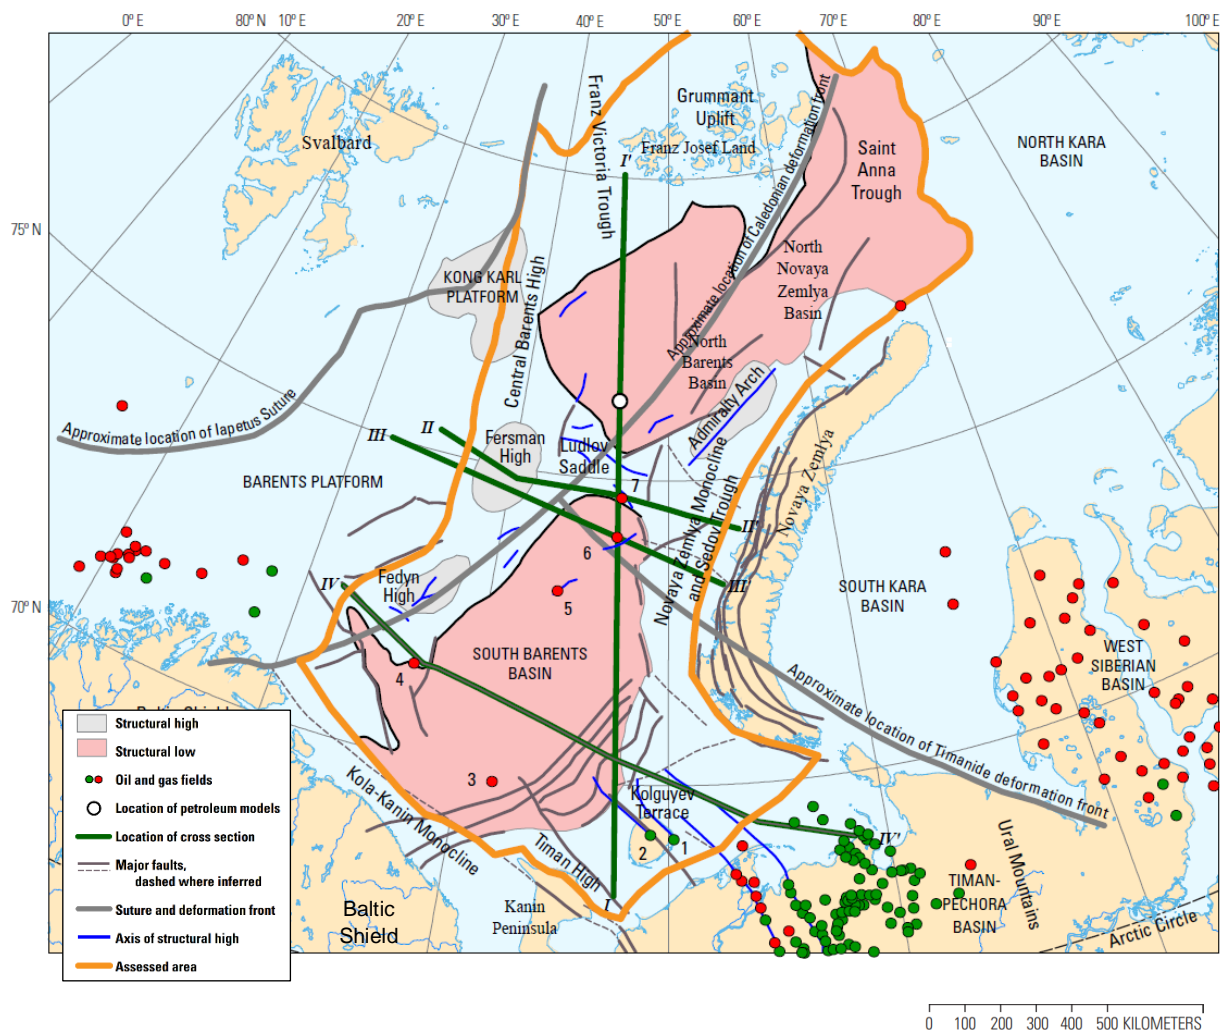 0° E
80° N
10° E
20° E
30° E
40° E
50° E
60° E
70° E
80° E
90° E
100° E
75° N
70° N
Svalbard
Franz Victoria Trough
Grummant
Uplift
Franz Josef Land
I'
Approximate location of Caledonian deformation front
Saint
Anna
Trough
NORTH KARA
BASIN
North
Novaya
Zemlya
Basin
KONG KARL
PLATFORM
Central Barents High
North
Barents
Basin
Admiralty Arch
Approximate location of Iapetus Suture
III
II
Fersman
High
Ludlov
Saddle
BARENTS PLATFORM
7
Novaya Zemlya Monocline
and Sedov Trough
Novaya Zemlya
II'
6
III'
IV
Fedyn
High
5
SOUTH KARA
BASIN
WEST
SIBERIAN
BASIN
SOUTH BARENTS
BASIN
4
Approximate location of Timanide deformation front
3
Kola-Kanin Monocline
Kolguyev
Terrace
2
1
IV'
Timan High
I
Kanin
Peninsula
Baltic
Shield
TIMAN-
PECHORA
BASIN
Ural Mountains
Arctic Circle
Structural high
Structural low
Oil and gas fields
Location of petroleum models
Location of cross section
Major faults,
dashed where inferred
Suture and deformation front
Axis of structural high
Assessed area
0 100 200 300 400 500 KILOMETERS